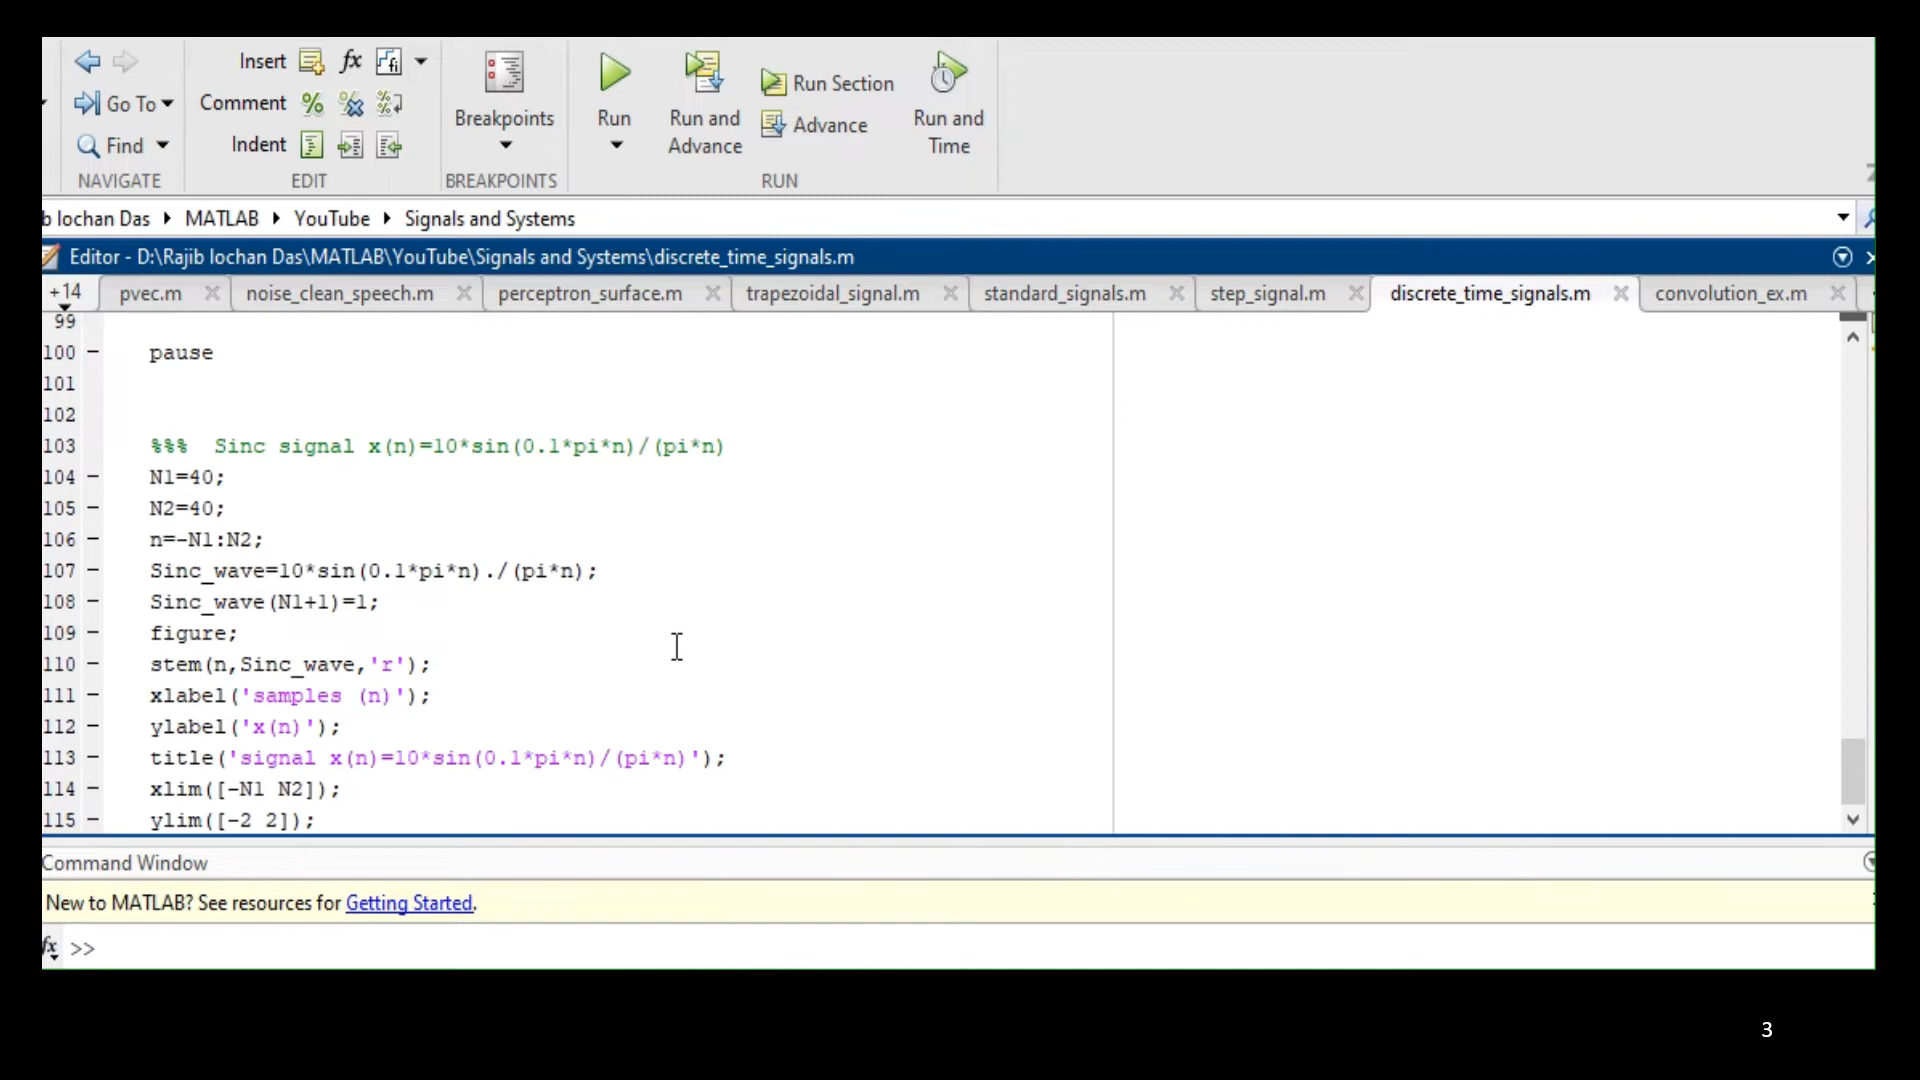 Insert fx fi
Go To Comment % %
Find Indent
Breakpoints
Run
Run and Advance
Run Section
Advance
Run and Time
NAVIGATE EDIT BREAKPOINTS RUN
b lochan Das MATLAB YouTube Signals and Systems
Editor - D:\Rajib lochan Das\MATLAB\YouTube\Signals and Systems\discrete_time_signals.m
+14 pvec.m noise_clean_speech.m perceptron_surface.m trapezoidal_signal.m standard_signals.m step_signal.m discrete_time_signals.m convolution_ex.m
99
100 - pause
101
102
103 %%% Sinc signal x(n)=10*sin(0.1*pi*n)/(pi*n)
104 - N1=40;
105 - N2=40;
106 - n=-N1:N2;
107 - Sinc_wave=10*sin(0.1*pi*n)./(pi*n);
108 - Sinc_wave(N1+1)=1;
109 - figure;
110 - stem(n,Sinc_wave,'r');
111 - xlabel('samples (n)');
112 - ylabel('x(n)');
113 - title('signal x(n)=10*sin(0.1*pi*n)/(pi*n)');
114 - xlim([-N1 N2]);
115 - ylim([-2 2]);
Command Window
New to MATLAB? See resources for Getting Started.
fx >>
3